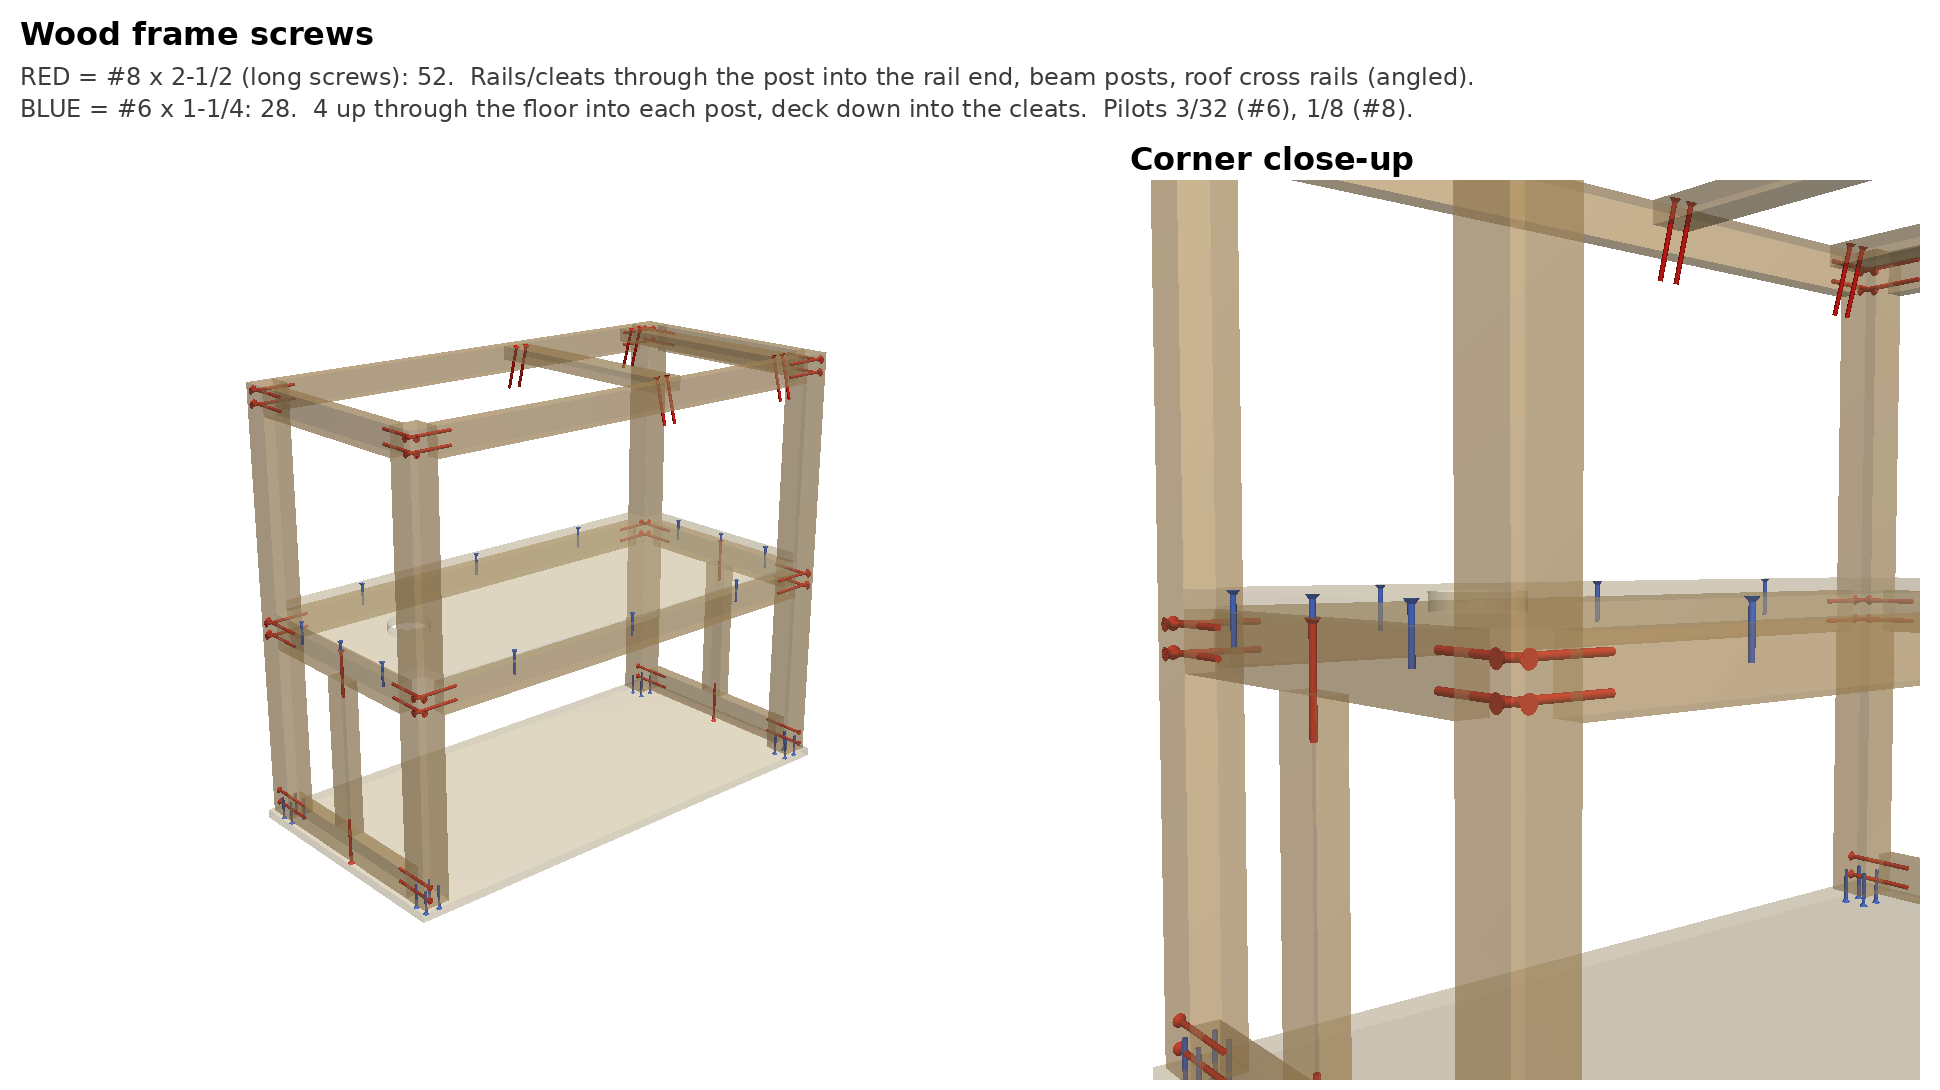 Wood frame screws
RED = #8 x 2-1/2 (long screws): 52.  Rails/cleats through the post into the rail end, beam posts, roof cross rails (angled).
BLUE = #6 x 1-1/4: 28.  4 up through the floor into each post, deck down into the cleats.  Pilots 3/32 (#6), 1/8 (#8).
Corner close-up